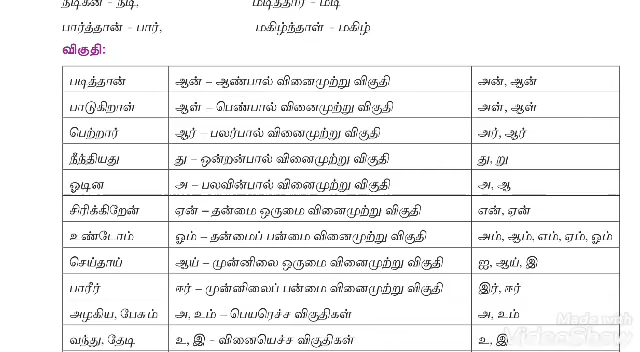 நடிகன் - நடி, மடித்தார் - மடி
பார்த்தான் - பார், மகிழ்ந்தாள் - மகிழ்
விகுதி:
படித்தான் ஆன் – ஆண்பால் வினைமுற்று விகுதி அன், ஆன்
பாடுகிறாள் ஆள் – பெண்பால் வினைமுற்று விகுதி அள், ஆள்
பெற்றார் ஆர் – பலர்பால் வினைமுற்று விகுதி அர், ஆர்
நீந்தியது து – ஒன்றன்பால் வினைமுற்று விகுதி து, று
ஓடின அ – பலவின்பால் வினைமுற்று விகுதி அ, ஆ
சிரிக்கிறேன் ஏன் – தன்மை ஒருமை வினைமுற்று விகுதி என், ஏன்
உண்டோம் ஓம் – தன்மைப் பன்மை வினைமுற்று விகுதி அம், ஆம், எம், ஏம், ஓம்
செய்தாய் ஆய் – முன்னிலை ஒருமை வினைமுற்று விகுதி ஐ, ஆய், இ
பாரீர் ஈர் – முன்னிலைப் பன்மை வினைமுற்று விகுதி இர், ஈர்
அழகிய, பேசும் அ, உம் – பெயரெச்ச விகுதிகள் அ, உம்
வந்து, தேடி உ, இ - வினையெச்ச விகுதிகள் உ, இ
Made with
VideoShow